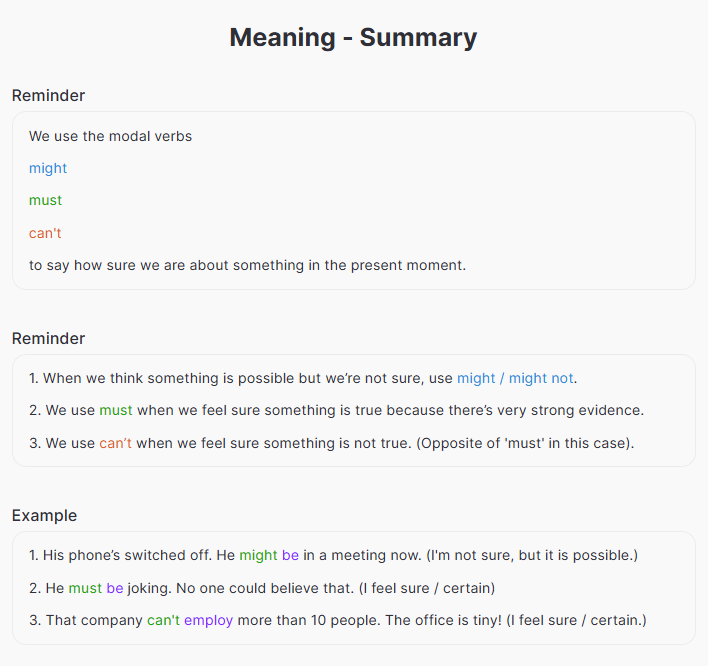 Meaning - Summary
Reminder
We use the modal verbs
might
must
can't
to say how sure we are about something in the present moment.
Reminder
1. When we think something is possible but we’re not sure, use might / might not.
2. We use must when we feel sure something is true because there’s very strong evidence.
3. We use can’t when we feel sure something is not true. (Opposite of 'must' in this case).
Example
1. His phone’s switched off. He might be in a meeting now. (I'm not sure, but it is possible.)
2. He must be joking. No one could believe that. (I feel sure / certain)
3. That company can't employ more than 10 people. The office is tiny! (I feel sure / certain.)